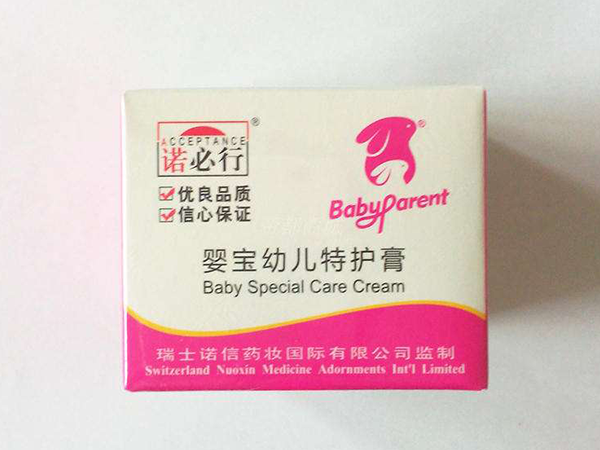 ACCEPTANCE
诺必行®
优良品质
信心保证
®
BabyParent
婴宝幼儿特护膏
Baby Special Care Cream
瑞士诺信药妆国际有限公司监制
Switzerland Nuoxin Medicine Adornments Int'l Limited